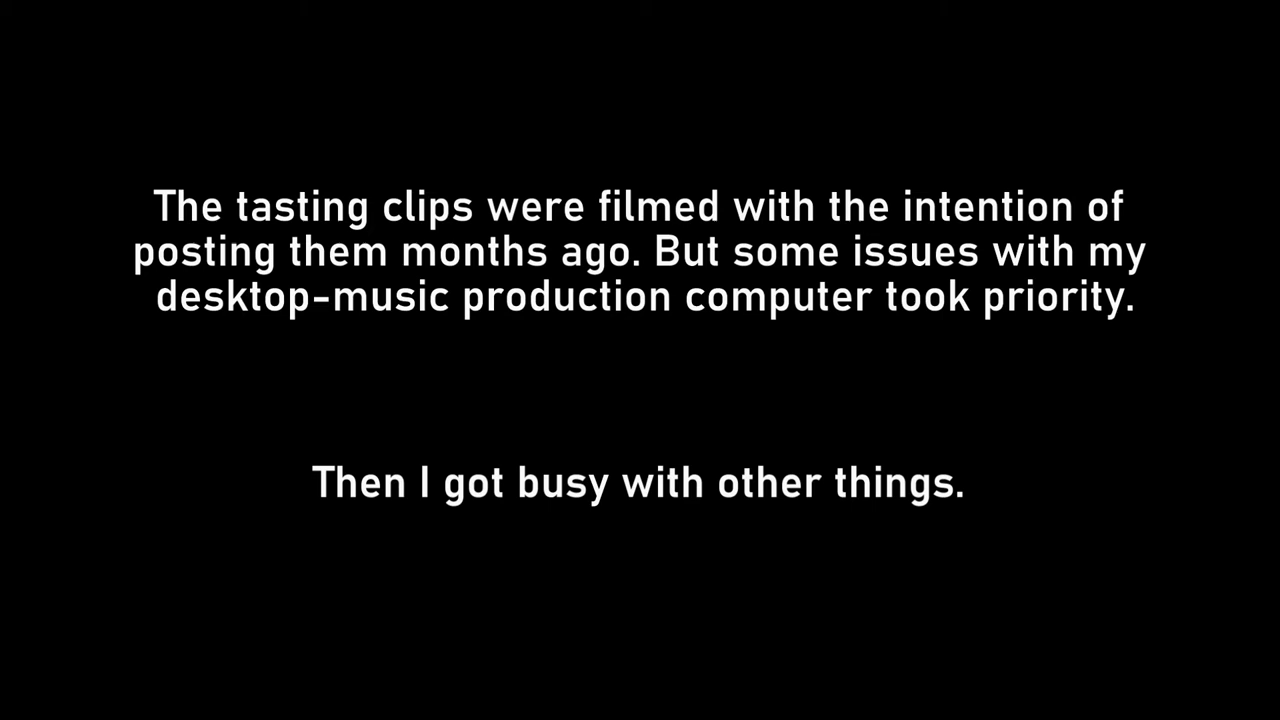 The tasting clips were filmed with the intention of
posting them months ago. But some issues with my
desktop-music production computer took priority.
Then I got busy with other things.